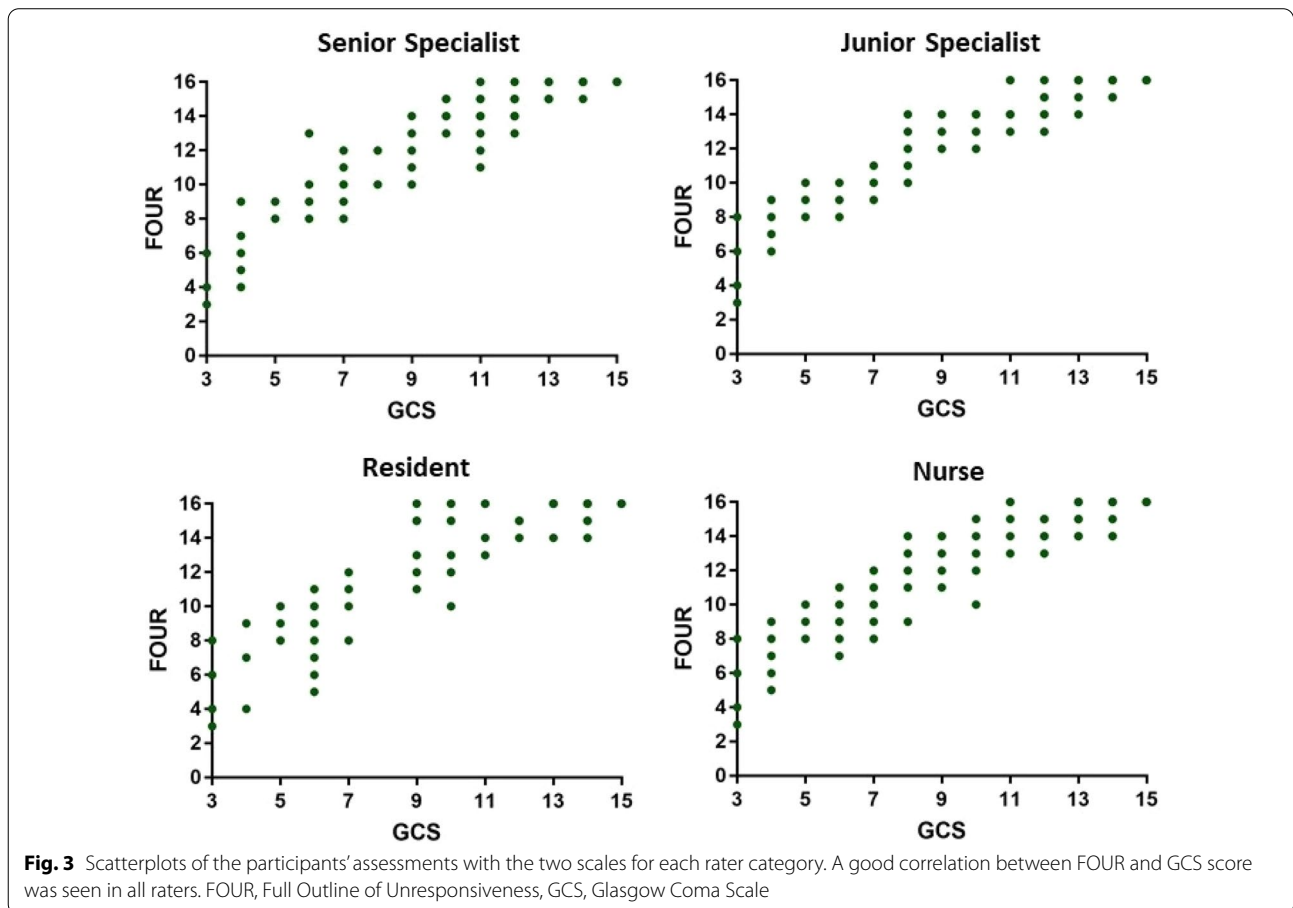 Senior Specialist
16
14
12
10
8
6
4
2
0
FOUR
3 5 7 9 11 13 15
GCS
Junior Specialist
16
14
12
10
8
6
4
2
0
FOUR
3 5 7 9 11 13 15
GCS
Resident
16
14
12
10
8
6
4
2
0
FOUR
3 5 7 9 11 13 15
GCS
Nurse
16
14
12
10
8
6
4
2
0
FOUR
3 5 7 9 11 13 15
GCS
Fig. 3 Scatterplots of the participants’ assessments with the two scales for each rater category. A good correlation between FOUR and GCS score
was seen in all raters. FOUR, Full Outline of Unresponsiveness, GCS, Glasgow Coma Scale